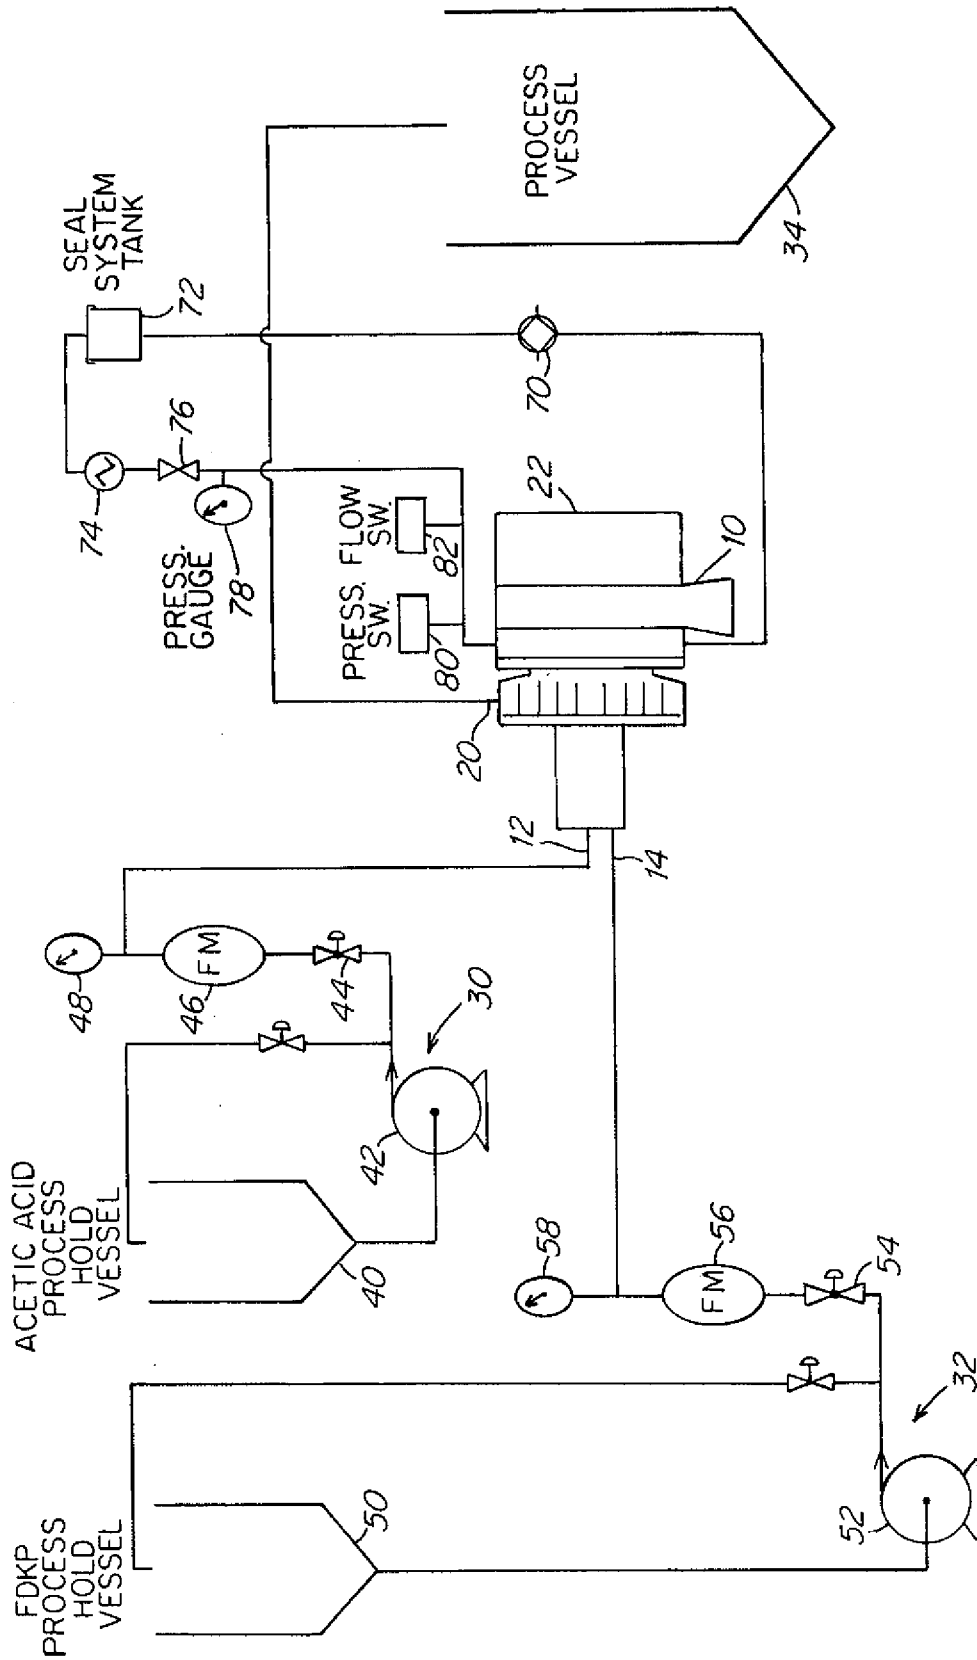 FDKP
PROCESS
HOLD
VESSEL
50
52
32
54
FM
56
58
ACETIC ACID
PROCESS
HOLD
VESSEL
40
42
30
44
FM
46
48
12
14
20
PRESS.
GAUGE
78
74
76
SEAL
SYSTEM
TANK
72
PRESS.
SW.
80
FLOW
SW.
82
22
10
70
PROCESS
VESSEL
34